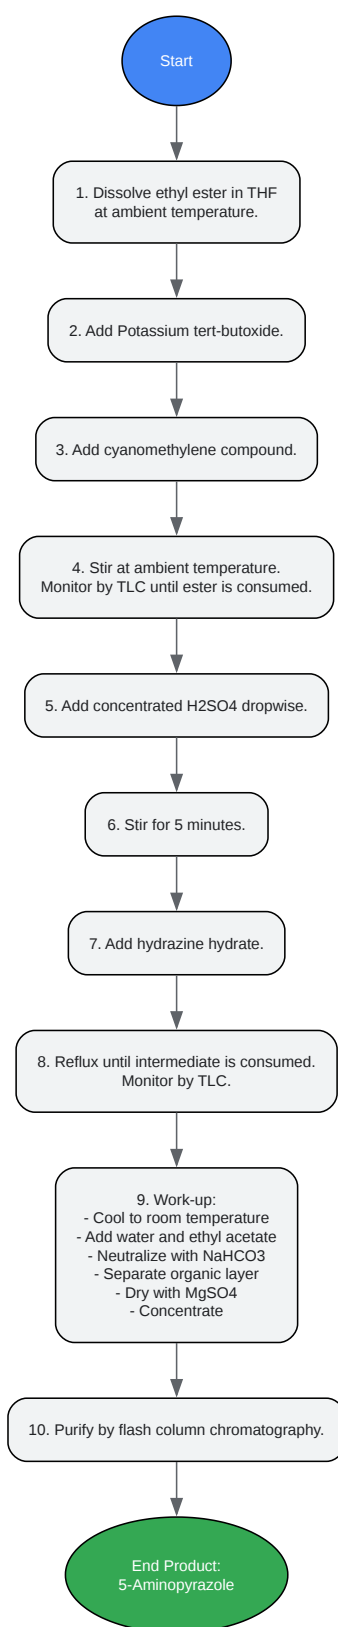 Start
1. Dissolve ethyl ester in THF
at ambient temperature.
2. Add Potassium tert-butoxide.
3. Add cyanomethylene compound.
4. Stir at ambient temperature.
Monitor by TLC until ester is consumed.
5. Add concentrated H2SO4 dropwise.
6. Stir for 5 minutes.
7. Add hydrazine hydrate.
8. Reflux until intermediate is consumed.
Monitor by TLC.
9. Work-up:
- Cool to room temperature
- Add water and ethyl acetate
- Neutralize with NaHCO3
- Separate organic layer
- Dry with MgSO4
- Concentrate
10. Purify by flash column chromatography.
End Product:
5-Aminopyrazole